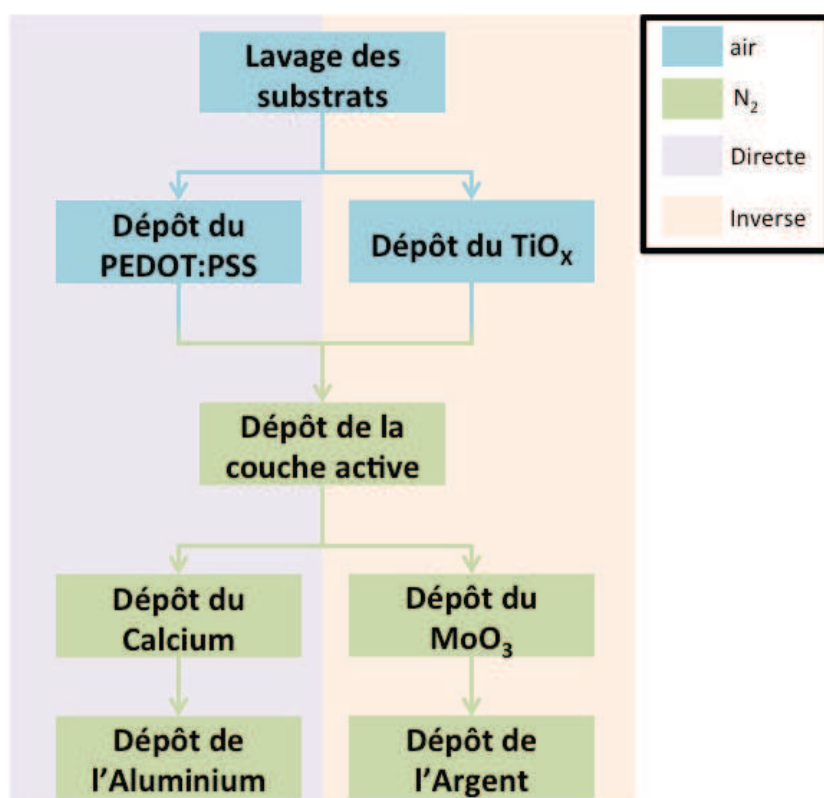 Lavage des
substrats
Dépôt du
PEDOT:PSS
Dépôt du TiOₓ
Dépôt de la
couche active
Dépôt du
Calcium
Dépôt du
MoO₃
Dépôt de
l'Aluminium
Dépôt de
l'Argent
air
N₂
Directe
Inverse